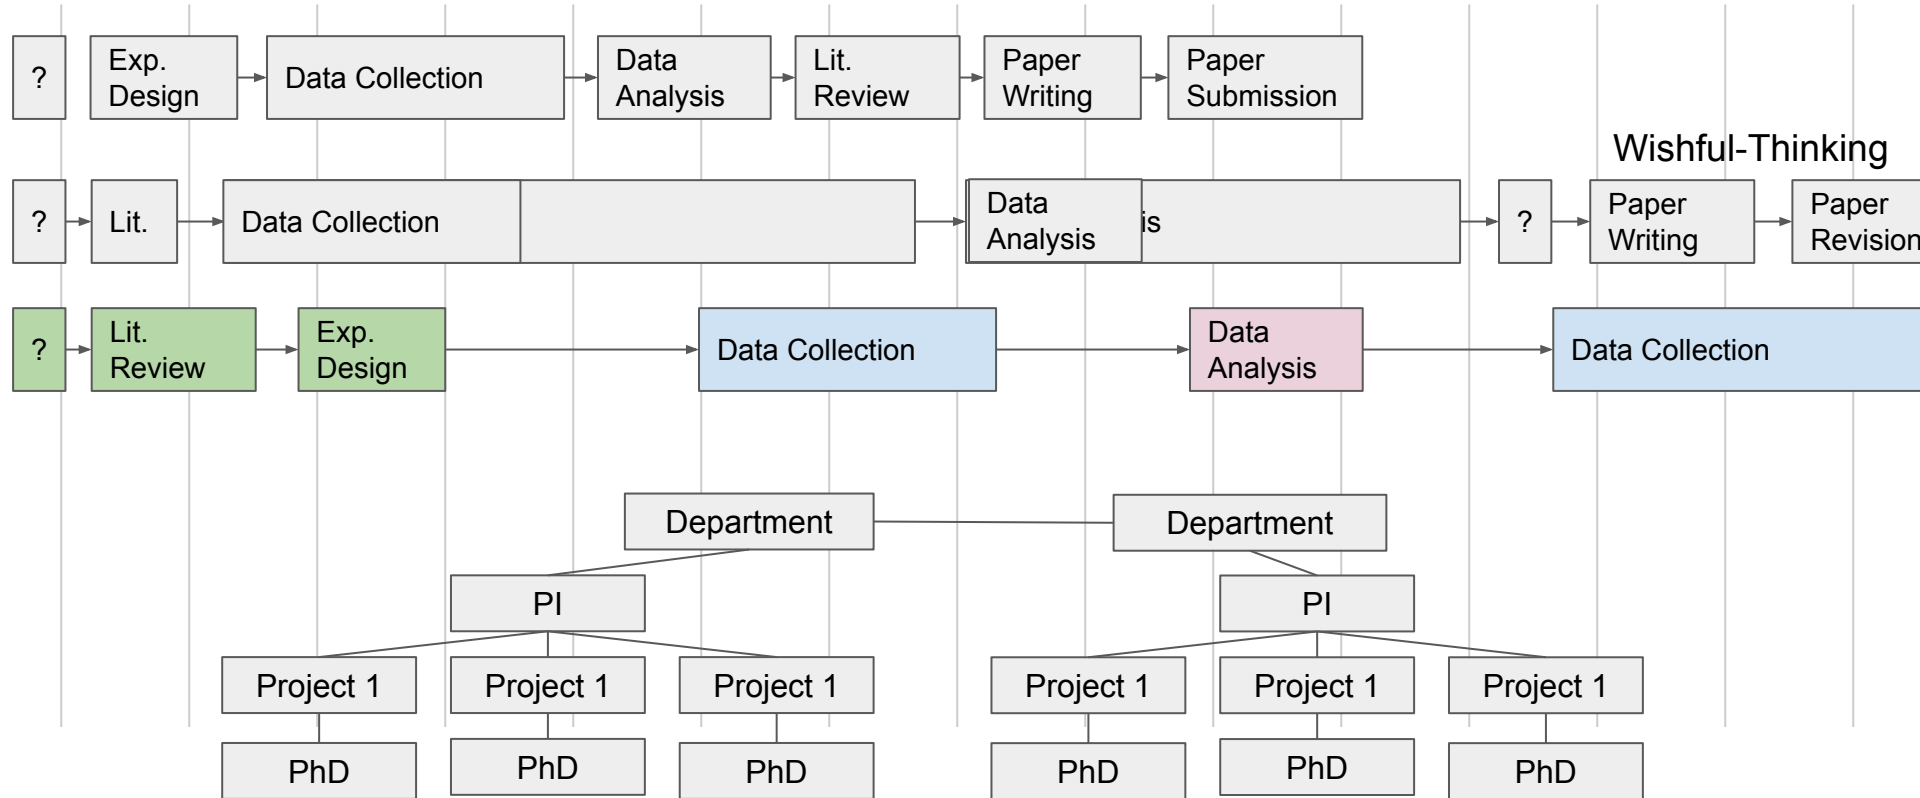 ?
Exp.
Design
Data Collection
Data
Analysis
Lit.
Review
Paper
Writing
Paper
Submission
Wishful-Thinking
?
Lit.
Data Collection
Data
Analysis
is
?
Paper
Writing
Paper
Revision
?
Lit.
Review
Exp.
Design
Data Collection
Data
Analysis
Data Collection
Department
Department
PI
PI
Project 1
Project 1
Project 1
Project 1
Project 1
Project 1
PhD
PhD
PhD
PhD
PhD
PhD